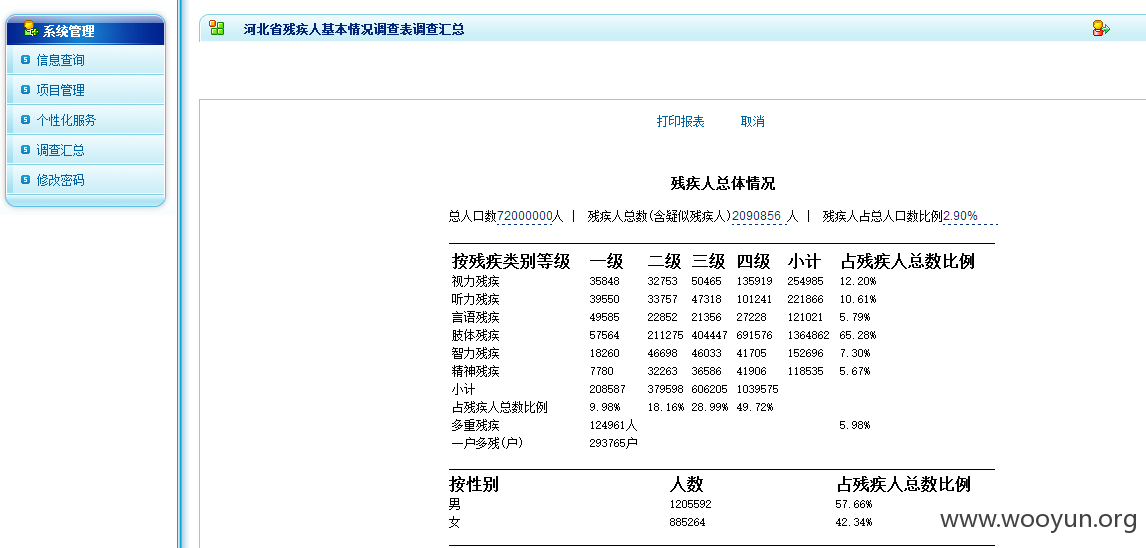 系统管理
信息查询
项目管理
个性化服务
调查汇总
修改密码
河北省残疾人基本情况调查表调查汇总
打印报表 取消
残疾人总体情况
总人口数72000000人 | 残疾人总数(含疑似残疾人)2090856 人 | 残疾人占总人口数比例2.90%
按残疾类别等级 一级 二级 三级 四级 小计 占残疾人总数比例
视力残疾 35848 32753 50465 135919 254985 12.20%
听力残疾 39550 33757 47318 101241 221866 10.61%
言语残疾 49585 22852 21356 27228 121021 5.79%
肢体残疾 57564 211275 404447 691576 1364862 65.28%
智力残疾 18260 46698 46033 41705 152696 7.30%
精神残疾 7780 32263 36586 41906 118535 5.67%
小计 208587 379598 606205 1039575
占残疾人总数比例 9.98% 18.16% 28.99% 49.72%
多重残疾 124961人 5.98%
一户多残(户) 293765户
按性别 人数 占残疾人总数比例
男 1205592 57.66%
女 885264 42.34%
www.wooyun.org